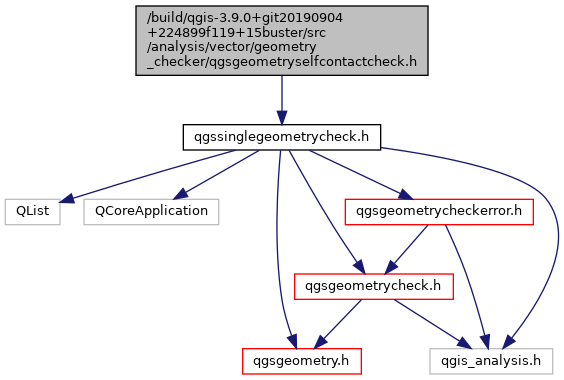 /build/qgis-3.9.0+git20190904
+224899f119+15buster/src
/analysis/vector/geometry
_checker/qgsgeometryselfcontactcheck.h
qgssinglegeometrycheck.h
QList
QCoreApplication
qgsgeometrycheckerror.h
qgsgeometrycheck.h
qgsgeometry.h
qgis_analysis.h